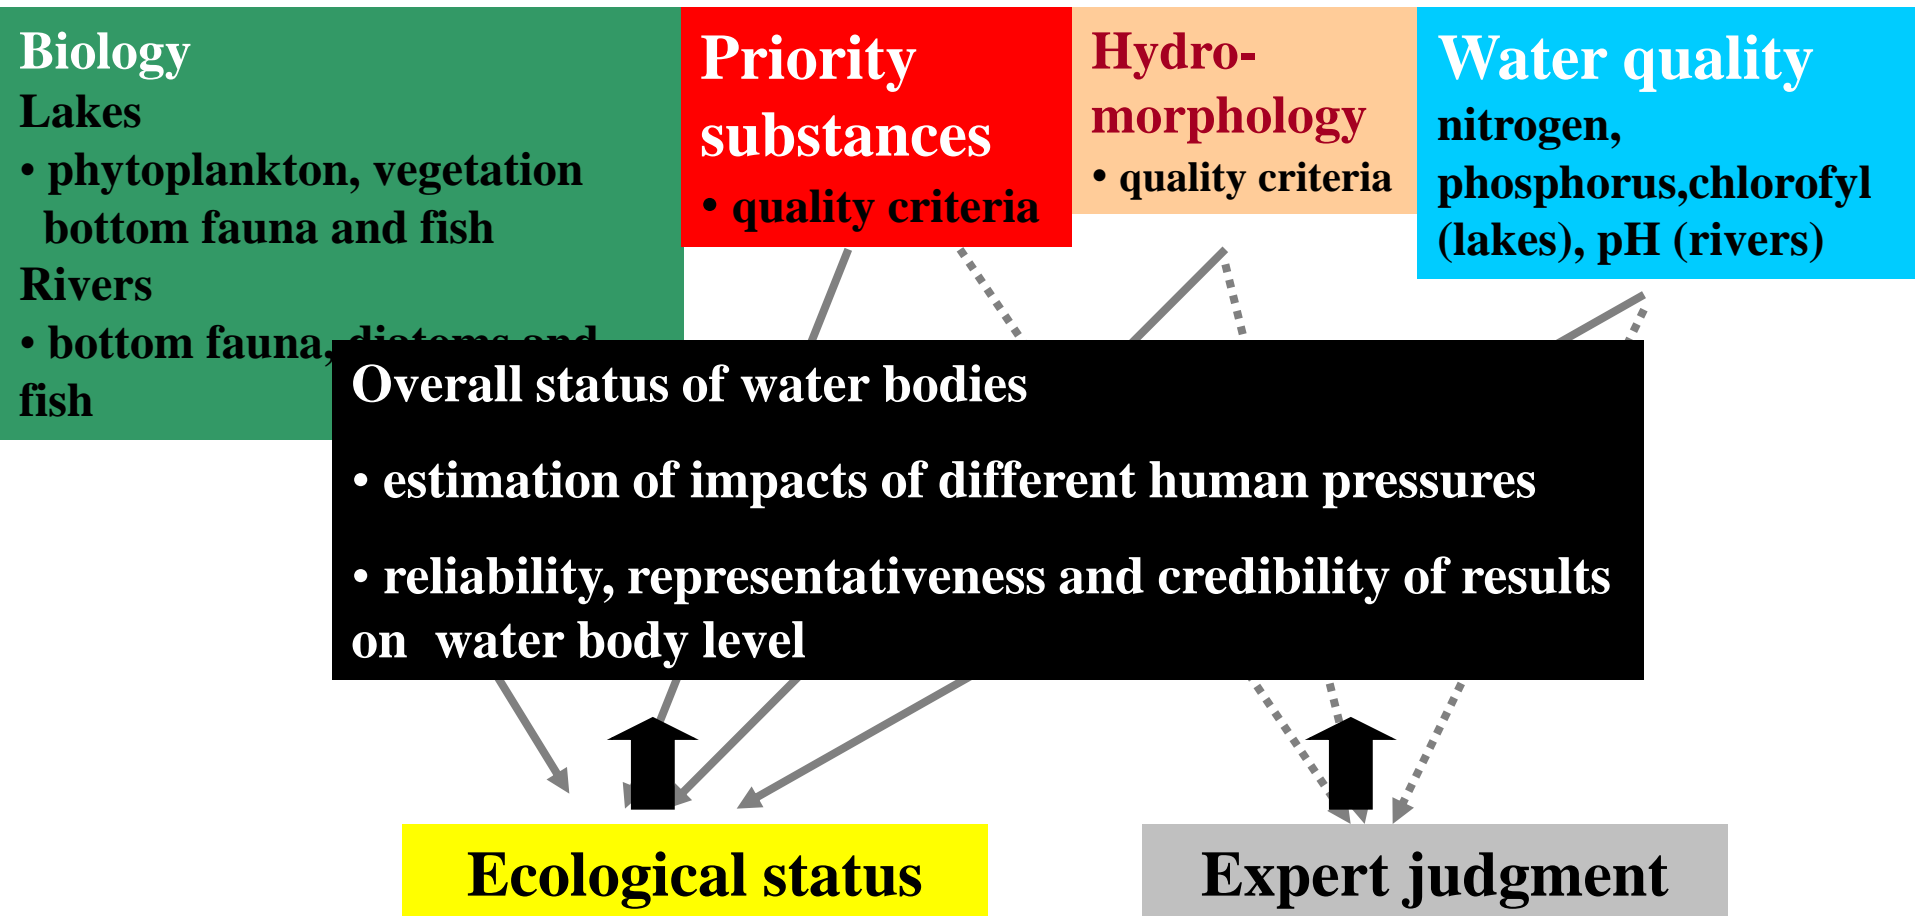 Biology
Lakes
• phytoplankton, vegetation
bottom fauna and fish
Rivers
• bottom fauna, diatoms and
fish
Priority
substances
• quality criteria
Hydro-
morphology
• quality criteria
Water quality
nitrogen,
phosphorus,chlorofyl
(lakes), pH (rivers)
Overall status of water bodies
• estimation of impacts of different human pressures
• reliability, representativeness and credibility of results
on water body level
Ecological status
Expert judgment